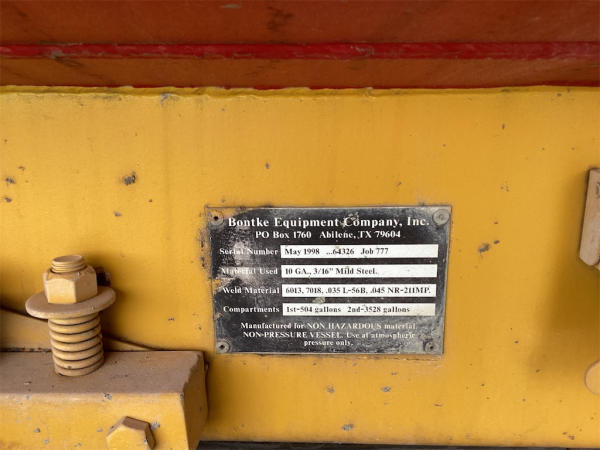 Bontke Equipment Company, Inc.
PO Box 1760 Abilene, TX 79604
Serial Number May 1998 ...64326 Job 777
Material Used 10 GA., 3/16" Mild Steel.
Weld Material 6013, 7018, .035 L-56B, .045 NR-211MP.
Compartments 1st-504 gallons 2nd-3528 gallons
Manufactured for NON HAZARDOUS material.
NON-PRESSURE VESSEL. Use at atmospheric
pressure only.